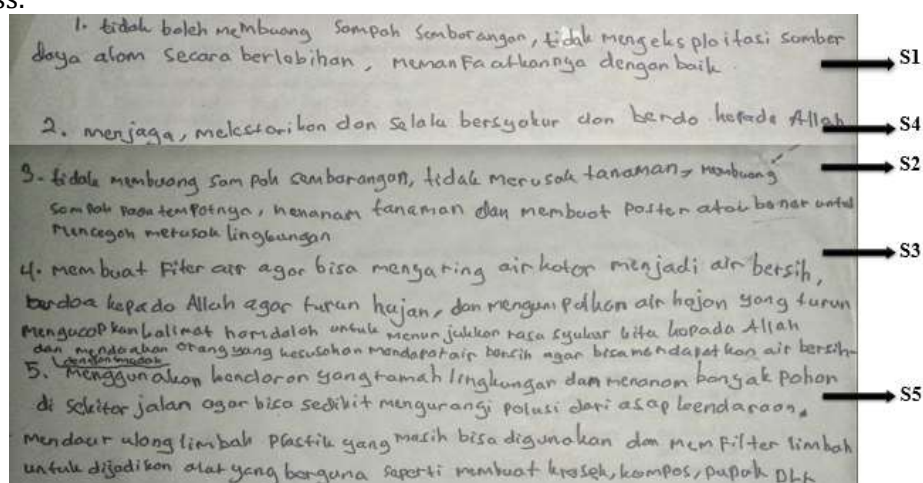 ss.
1. tidak boleh membuang sampah sembarangan, tidak mengeksploitasi sumber
daya alam secara berlebihan, memanfaatkannya dengan baik
S1
2. menjaga, melestarikan dan selalu bersyukur dan berdo kepada Allah
S4
S2
3. tidak membuang sampah sembarangan, tidak merusak tanaman, membuang
sampah pada tempatnya, menanam tanaman dan membuat poster atau baner untuk
mencegah merusak lingkungan
S3
4. membuat Filter air agar bisa menyaring air kotor menjadi air bersih,
berdoa kepada Allah agar turun hujan, dan mengumpulkan air hujan yang turun
mengucapkan kalimat hamdalah untuk menunjukkan rasa syukur kita kepada Allah
dan mendoakan orang yang kesusahan mendapat air bersih agar bisa mendapatkan air bersih
5. Menggunakan kendaraan yang ramah lingkungan dan menanam banyak pohon
di sekitar jalan agar bisa sedikit mengurangi polusi dari asap kendaraan,
S5
mendaur ulang limbah plastik yang masih bisa digunakan dan memfilter limbah
untuk dijadikan alat yang berguna seperti membuat kresek, kompos, pupuk DLL